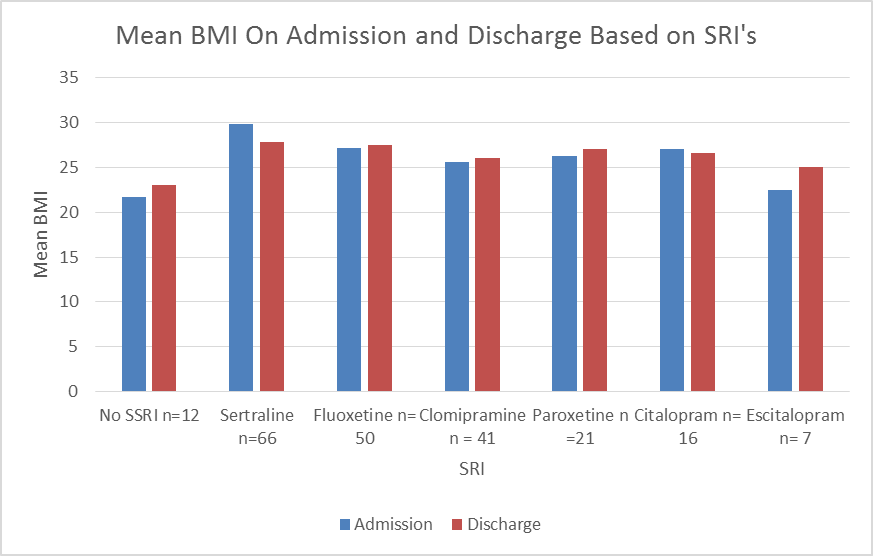 Mean BMI On Admission and Discharge Based on SRI's
35
30
25
20
15
10
5
0
Mean BMI
No SSRI n=12
Sertraline
n=66
Fluoxetine n=
50
Clomipramine
n = 41
Paroxetine n
=21
Citalopram n=
16
Escitalopram
n= 7
SRI
Admission
Discharge